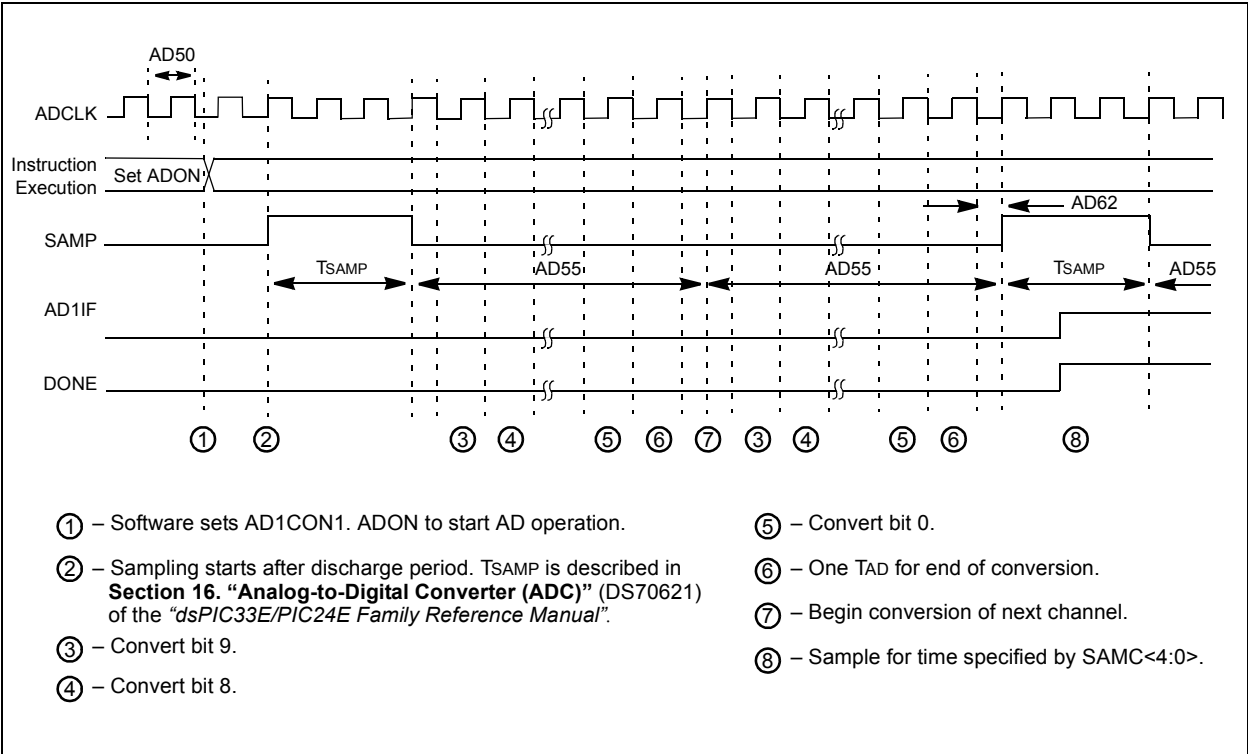 AD50
ADCLK
Instruction
Execution
Set ADON
AD62
SAMP
TSAMP
AD55
AD55
TSAMP
AD55
AD1IF
DONE
1 2 3 4 5 6 7 3 4 5 6 8
1 – Software sets AD1CON1. ADON to start AD operation.
2 – Sampling starts after discharge period. TSAMP is described in
Section 16. “Analog-to-Digital Converter (ADC)” (DS70621)
of the “dsPIC33E/PIC24E Family Reference Manual”.
3 – Convert bit 9.
4 – Convert bit 8.
5 – Convert bit 0.
6 – One TAD for end of conversion.
7 – Begin conversion of next channel.
8 – Sample for time specified by SAMC<4:0>.